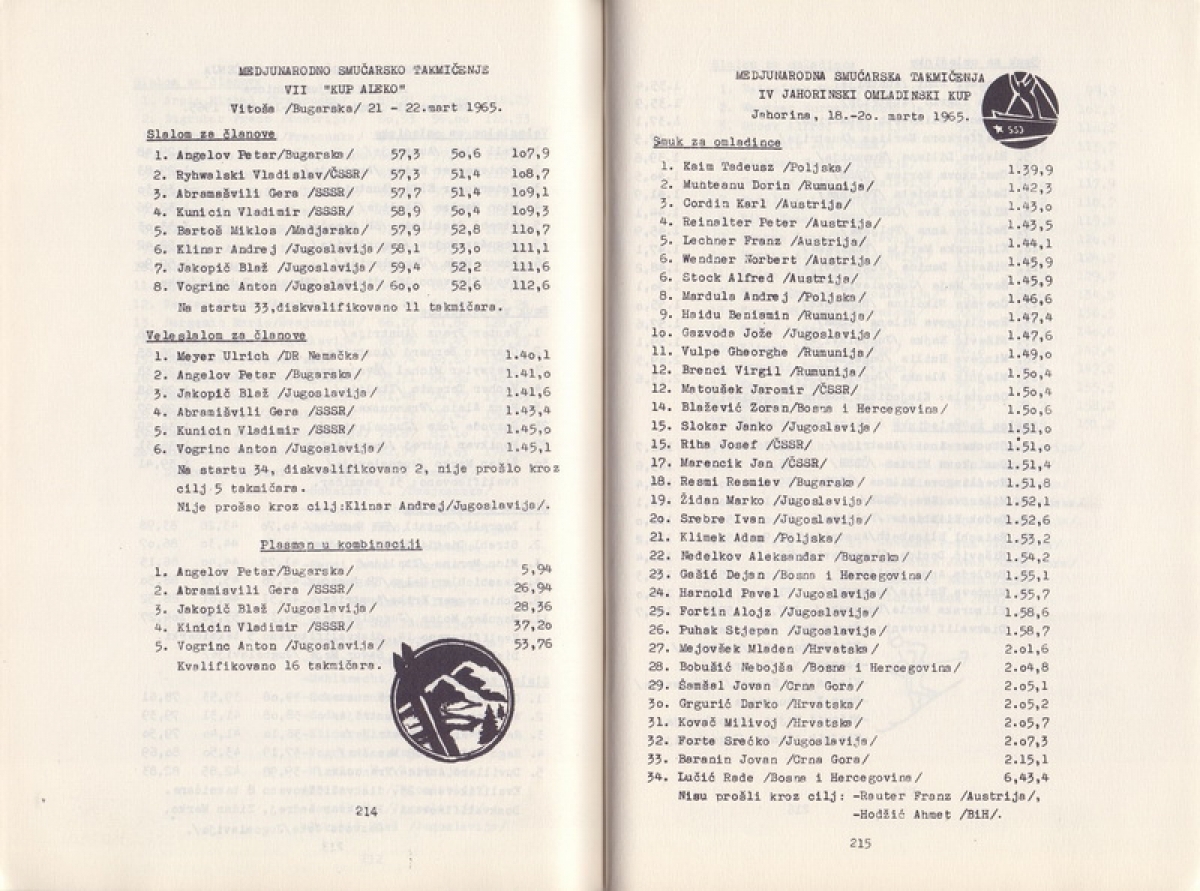 MEDJUNARODNO SMUČARSKO TAKMIČENJE
VII "KUP ALEKO"
Vitoša /Bugarska/ 21 - 22.mart 1965.
Slalom za članove
1. Angelov Petar/Bugarska/ 57,3 5o,6 1o7,9
2. Ryhwalski Vladislav/ČSSR/ 57,3 51,4 1o8,7
3. Abramašvili Gera /SSSR/ 57,7 51,4 1o9,1
4. Kunicin Vladimir /SSSR/ 58,9 5o,4 1o9,3
5. Bartoš Miklos /Madjarska/ 57,9 52,8 11o,7
6. Klinar Andrej /Jugoslavija/ 58,1 53,o 111,1
7. Jakopič Blaž /Jugoslavija/ 59,4 52,2 111,6
8. Vogrinc Anton /Jugoslavija/ 6o,o 52,6 112,6
Na startu 33,diskvalifikovano 11 takmičara.
Veleslalom za članove
1. Meyer Ulrich /DR Nemačka/ 1.4o,1
2. Angelov Petar /Bugarska/ 1.41,o
3. Jakopič Blaž /Jugoslavija/ 1.41,6
4. Abramišvili Gera /SSSR/ 1.43,4
5. Kunicin Vladimir /SSSR/ 1.45,o
6. Vogrinc Anton /Jugoslavija/ 1.45,1
Na startu 34, diskvalifikovano 2, nije prošlo kroz
cilj 5 takmičara.
Nije prošao kroz cilj:Klinar Andrej/Jugoslavija/.
Plasman u kombinaciji
1. Angelov Petar/Bugarska/ 5,94
2. Abramisvili Gera /SSSR/ 26,94
3. Jakopič Blaž /Jugoslavija/ 28,36
4. Kinicin Vladimir /SSSR/ 37,2o
5. Vogrinc Anton /Jugoslavija/ 53,76
Kvalifikovano 16 takmičara.
214
MEDJUNARODNA SMUČARSKA TAKMIČENJA
IV JAHORINSKI OMLADINSKI KUP
Jahorina, 18.-2o. marta 1965.
SSJ
Smuk za omladince
1. Kaim Tadeusz /Poljska/ 1.39,9
2. Munteanu Dorin /Rumunija/ 1.42,3
3. Cordin Karl /Austrija/ 1.43,o
4. Reinalter Peter /Austrija/ 1.43,5
5. Lechner Franz /Austrija/ 1.44,1
6. Wendner Norbert /Austrija/ 1.45,9
6. Stock Alfred /Austrija/ 1.45,9
8. Mardula Andrej /Poljska/ 1.46,6
9. Haidu Beniamin /Rumunija/ 1.47,4
1o. Gazvoda Jože /Jugoslavija/ 1.47,6
11. Vulpe Gheorghe /Rumunija/ 1.49,o
12. Brenci Virgil /Rumunija/ 1.5o,4
12. Matoušek Jaromir /ČSSR/ 1.5o,4
14. Blažević Zoran/Bosna i Hercegovina/ 1.5o,6
15. Slokar Janko /Jugoslavija/ 1.51,o
15. Riha Josef /ČSSR/ 1.51,o
17. Marencik Jan /ČSSR/ 1.51,4
18. Resmi Resmiev /Bugarska/ 1.51,8
19. Židan Marko /Jugoslavija/ 1.52,1
2o. Srebre Ivan /Jugoslavija/ 1.52,6
21. Klimek Adam /Poljska/ 1.53,2
22. Nedelkov Aleksandar /Bugarska/ 1.54,2
23. Gašić Dejan /Bosna i Hercegovina/ 1.55,1
24. Harnold Pavel /Jugoslavija/ 1.55,7
25. Fortin Alojz /Jugoslavija/ 1.58,6
26. Puhak Stjepan /Jugoslavija/ 1.58,7
27. Mejovšek Mladen /Hrvatska/ 2.o1,6
28. Bobušić Nebojša /Bosna i Hercegovina/ 2.o4,8
29. Šamšal Jovan /Crna Gora/ 2.o5,1
3o. Grgurić Darko /Hrvatska/ 2.o5,2
31. Kovač Milivoj /Hrvatska/ 2.o5,7
32. Forte Srećko /Jugoslavija/ 2.o7,3
33. Baranin Jovan /Crna Gora/ 2.15,1
34. Lučić Rade /Bosna i Hercegovina/ 6,43,4
Nisu prošli kroz cilj: -Rauter Franz /Austrija/,
-Hodžić Ahmet /BiH/.
215